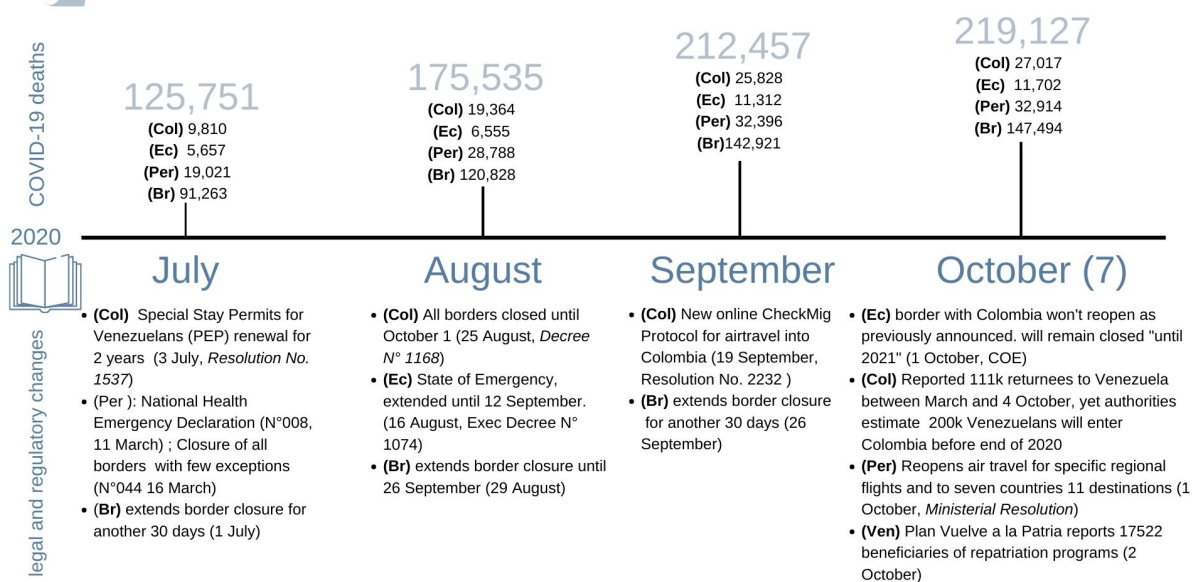 COVID-19 deaths
125,751
(Col) 9,810
(Ec) 5,657
(Per) 19,021
(Br) 91,263
175,535
(Col) 19,364
(Ec) 6,555
(Per) 28,788
(Br) 120,828
212,457
(Col) 25,828
(Ec) 11,312
(Per) 32,396
(Br)142,921
219,127
(Col) 27,017
(Ec) 11,702
(Per) 32,914
(Br) 147,494
2020
legal and regulatory changes
July
• (Col) Special Stay Permits for
Venezuelans (PEP) renewal for
2 years (3 July, Resolution No.
1537)
• (Per ): National Health
Emergency Declaration (N°008,
11 March) ; Closure of all
borders with few exceptions
(N°044 16 March)
• (Br) extends border closure for
another 30 days (1 July)
August
• (Col) All borders closed until
October 1 (25 August, Decree
N° 1168)
• (Ec) State of Emergency,
extended until 12 September.
(16 August, Exec Decree N°
1074)
• (Br) extends border closure until
26 September (29 August)
September
• (Col) New online CheckMig
Protocol for airtravel into
Colombia (19 September,
Resolution No. 2232 )
• (Br) extends border closure
for another 30 days (26
September)
October (7)
• (Ec) border with Colombia won't reopen as
previously announced. will remain closed "until
2021" (1 October, COE)
• (Col) Reported 111k returnees to Venezuela
between March and 4 October, yet authorities
estimate 200k Venezuelans will enter
Colombia before end of 2020
• (Per) Reopens air travel for specific regional
flights and to seven countries 11 destinations (1
October, Ministerial Resolution)
• (Ven) Plan Vuelve a la Patria reports 17522
beneficiaries of repatriation programs (2
October)